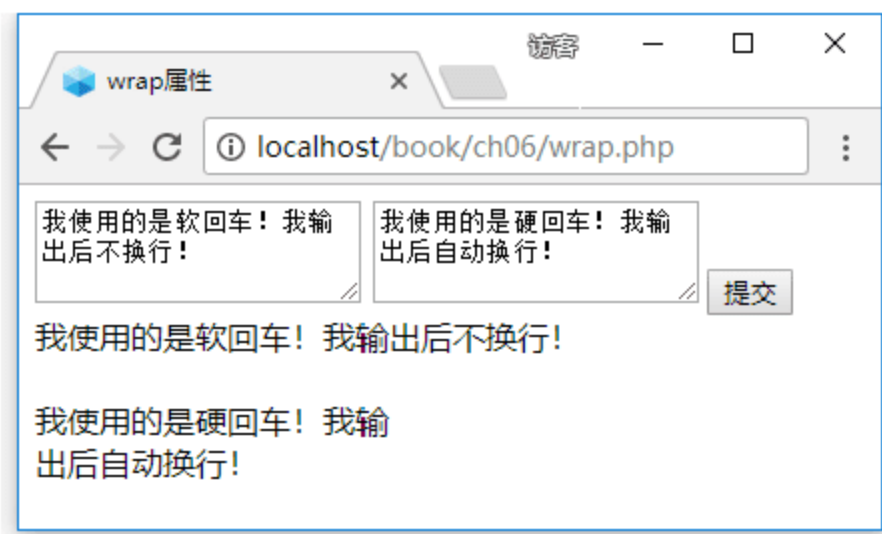 访客
wrap属性
localhost/book/ch06/wrap.php
我使用的是软回车！我输
出后不换行！
我使用的是硬回车！我输
出后自动换行！
提交
我使用的是软回车！我输出后不换行！
我使用的是硬回车！我输
出后自动换行！